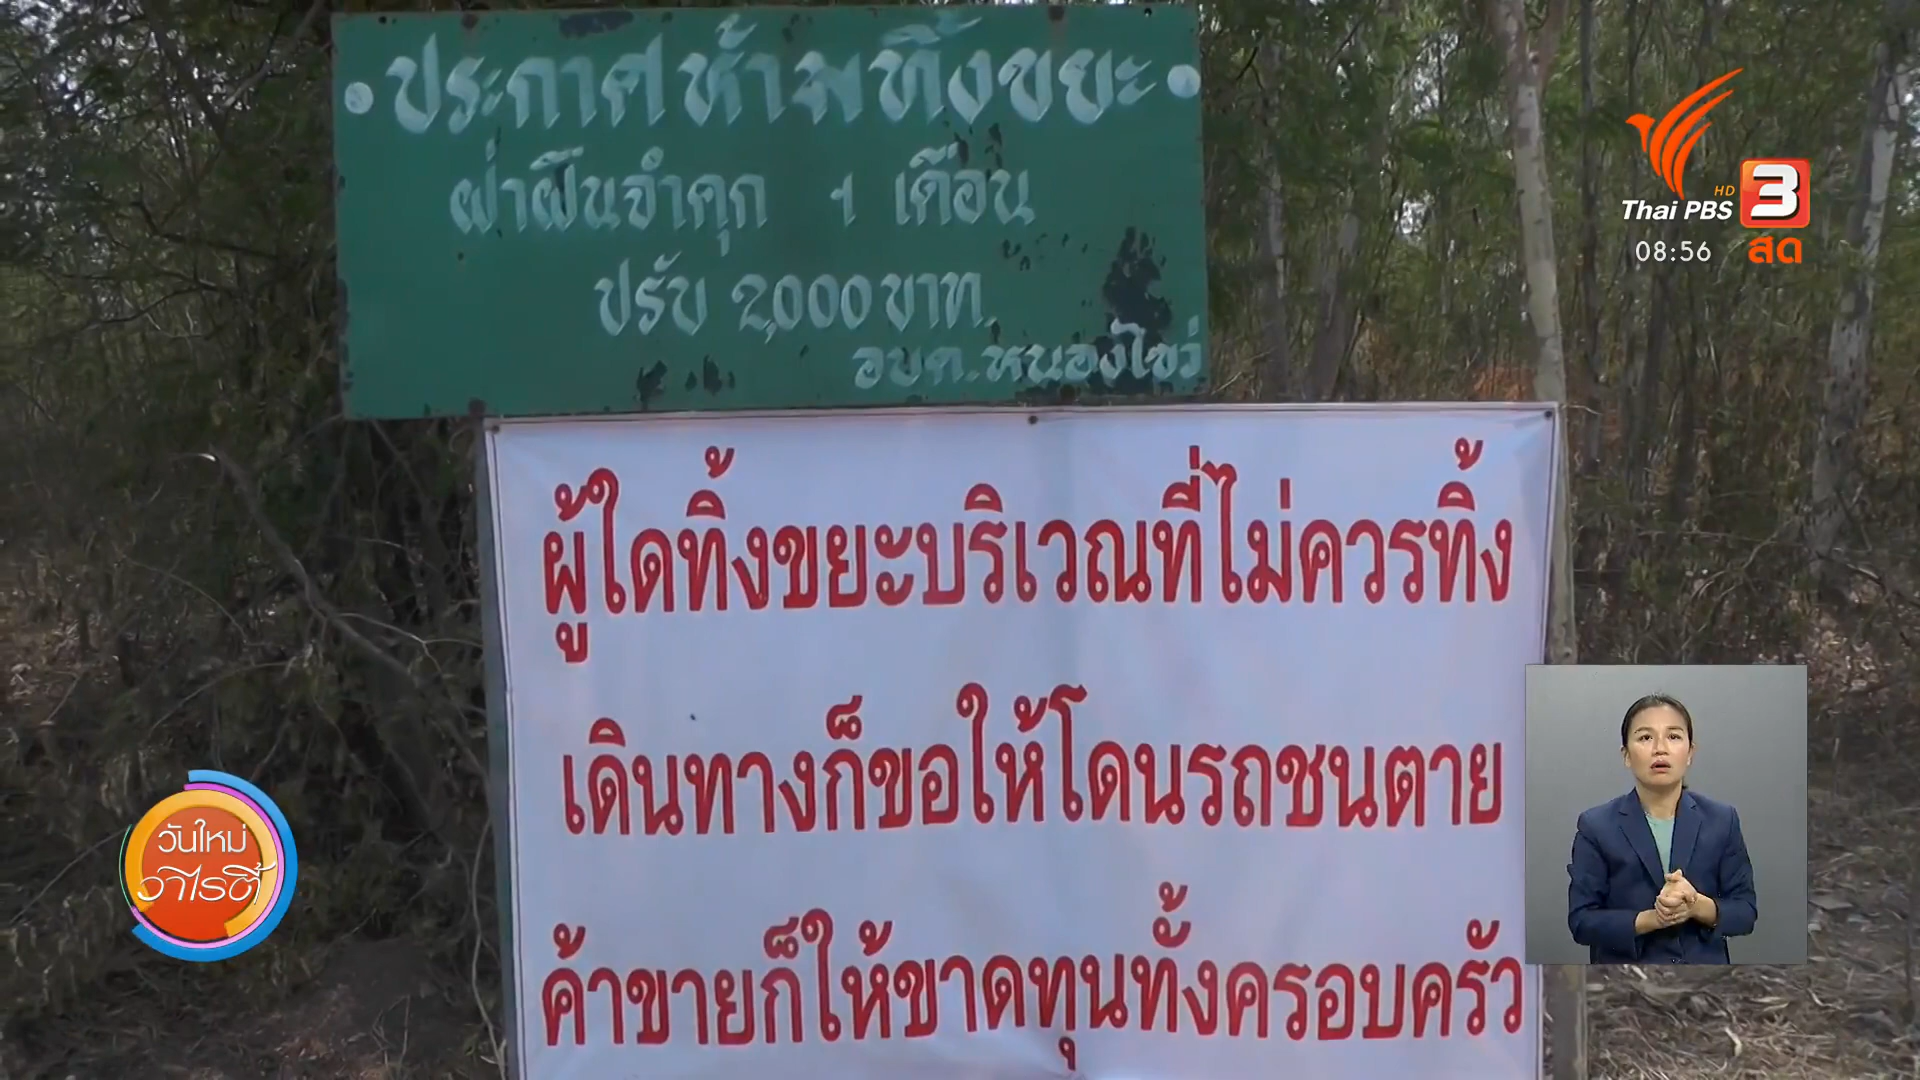 • ประกาศห้ามทิ้งขยะ •
ฝ่าฝืนจำคุก 1 เดือน
ปรับ 2,000 บาท.
อบต.หนองไขว่
ผู้ใดทิ้งขยะบริเวณที่ไม่ควรทิ้ง
เดินทางก็ขอให้โดนรถชนตาย
ค้าขายก็ให้ขาดทุนทั้งครอบครัว
Thai PBS HD 3
08:56 สด
วันใหม่
วาไรตี้